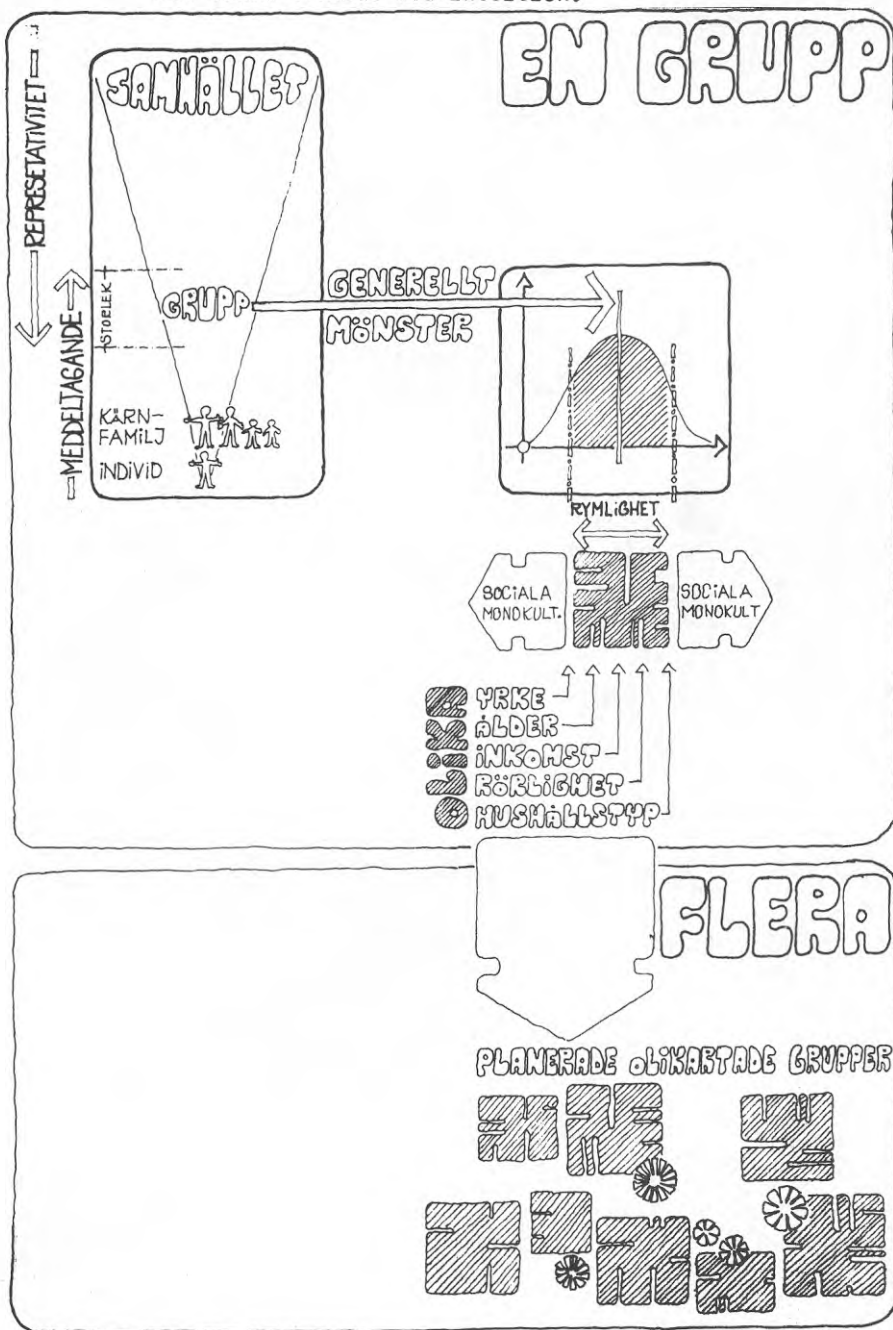 EN GRUPP
SAMHÄLLET
REPRESETATIVITET
MEDDELTAGANDE
STORLEK
GRUPP
GENERELLT
MÖNSTER
KÄRN-
FAMILJ
INDIVID
RYMLIGHET
SOCIALA
MONOKULT.
SOCIALA
MONOKULT
OLIKA
YRKE
ÅLDER
INKOMST
RÖRLIGHET
HUSHÅLLSTYP
FLERA
PLANERADE OLIKARTADE GRUPPER